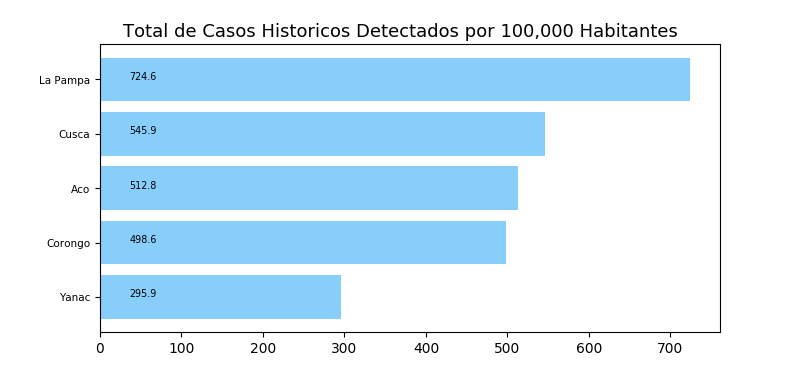 Total de Casos Historicos Detectados por 100,000 Habitantes
La Pampa 724.6
Cusca 545.9
Aco 512.8
Corongo 498.6
Yanac 295.9
0 100 200 300 400 500 600 700